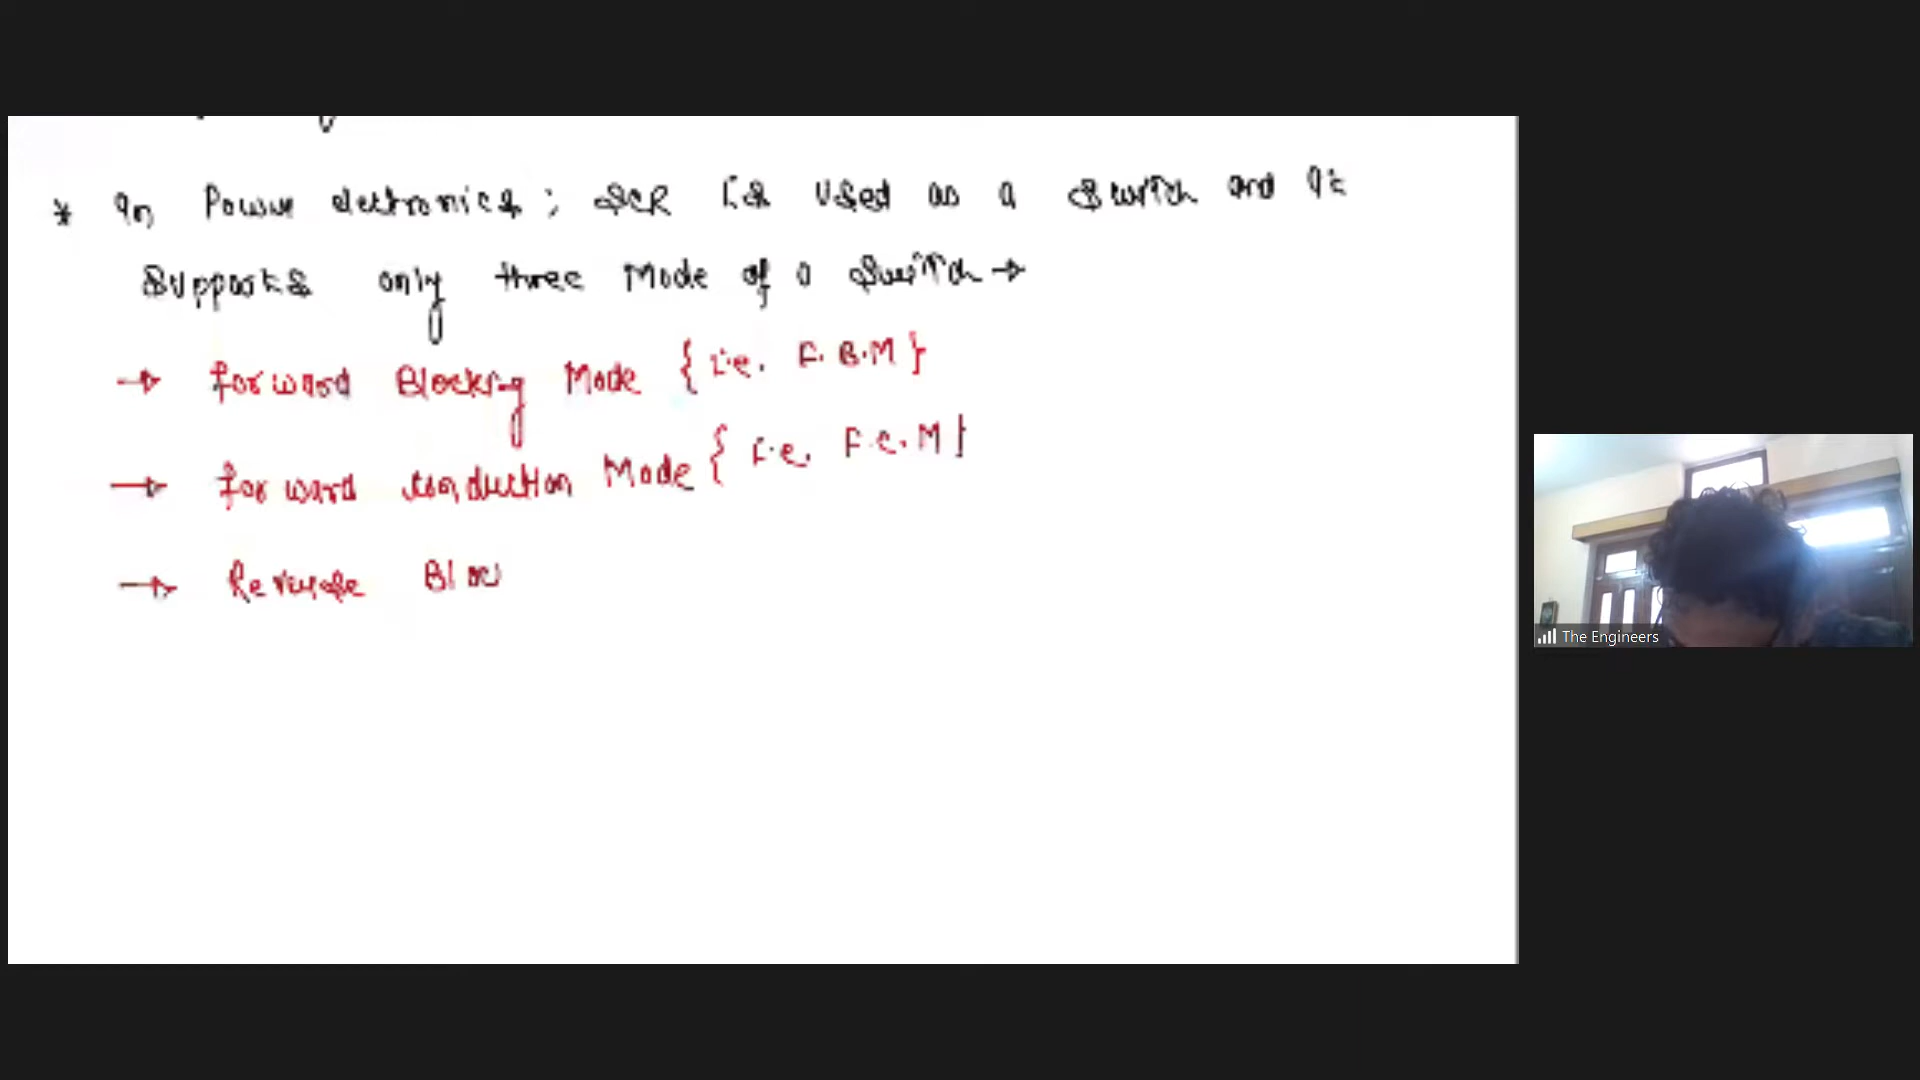 * In Power electronics; SCR is used as a switch and it
supports only three Mode of a switch →
→ forward Blocking Mode { i.e. F.B.M }
→ forward conduction Mode { i.e. F.C.M }
→ Reverse Bloc
The Engineers